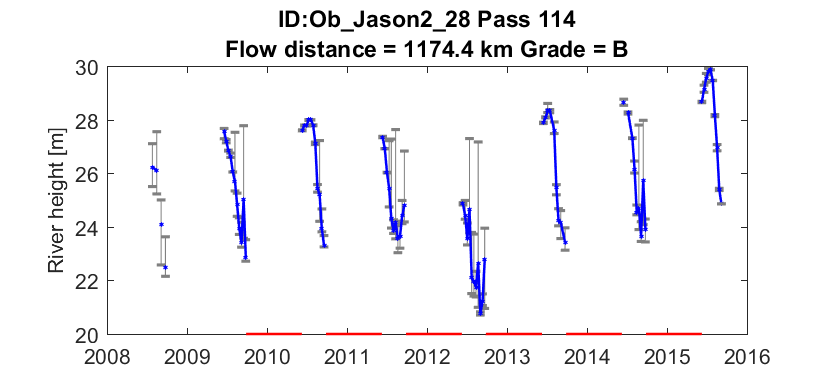 ID:Ob_Jason2_28 Pass 114
Flow distance = 1174.4 km Grade = B
River height [m]
30
28
26
24
22
20
2008 2009 2010 2011 2012 2013 2014 2015 2016